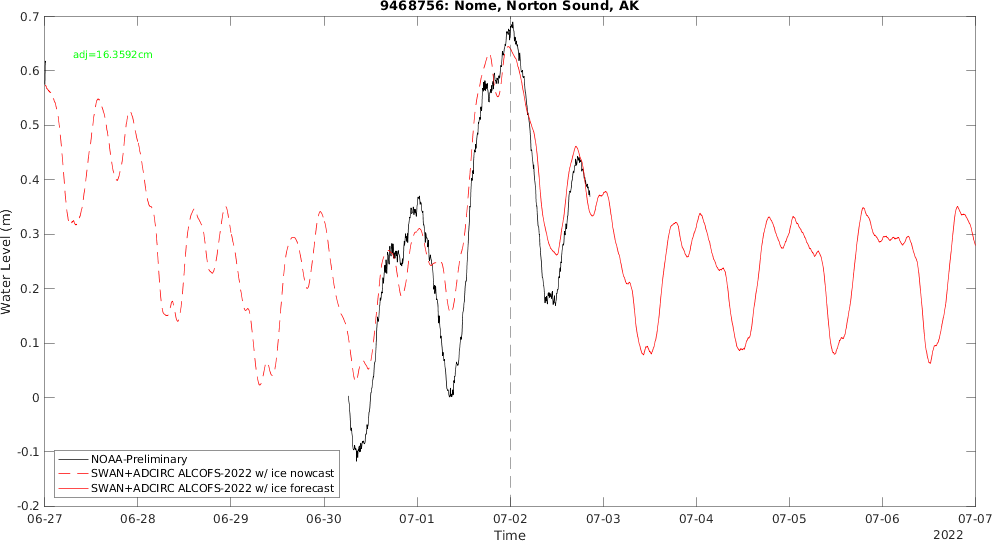 9468756: Nome, Norton Sound, AK
adj=16.3592cm
0.7
0.6
0.5
0.4
0.3
0.2
0.1
0
-0.1
-0.2
Water Level (m)
NOAA-Preliminary
SWAN+ADCIRC ALCOFS-2022 w/ ice nowcast
SWAN+ADCIRC ALCOFS-2022 w/ ice forecast
06-27 06-28 06-29 06-30 07-01 07-02 07-03 07-04 07-05 07-06 07-07
Time
2022